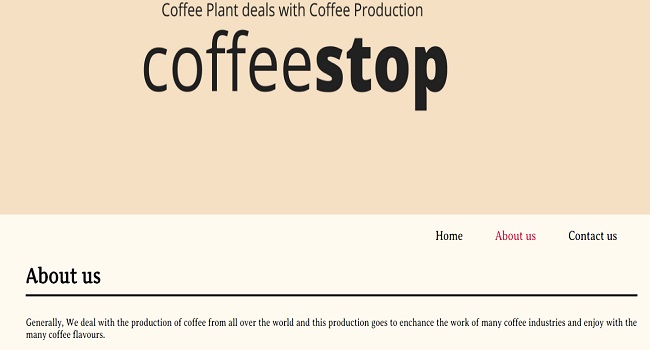 Coffee Plant deals with Coffee Production
coffeestop
Home About us Contact us
About us
Generally, We deal with the production of coffee from all over the world and this production goes to enchance the work of many coffee industries and enjoy with the
many coffee flavours.